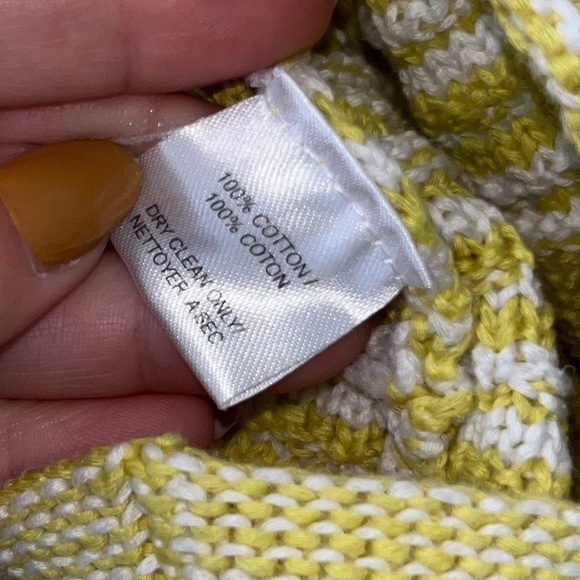 100% COTTON/
100% COTON
DRY CLEAN ONLY/
NETTOYER A SEC